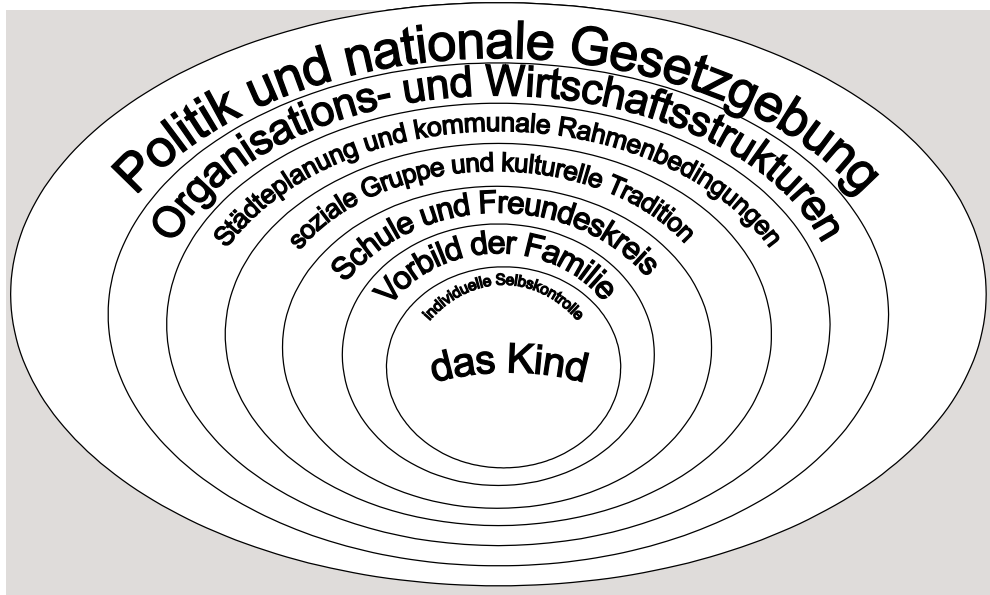 Politik und nationale Gesetzgebung
Organisations- und Wirtschaftsstrukturen
Städteplanung und kommunale Rahmenbedingungen
soziale Gruppe und kulturelle Tradition
Schule und Freundeskreis
Vorbild der Familie
Individuelle Selbskontrolle
das Kind